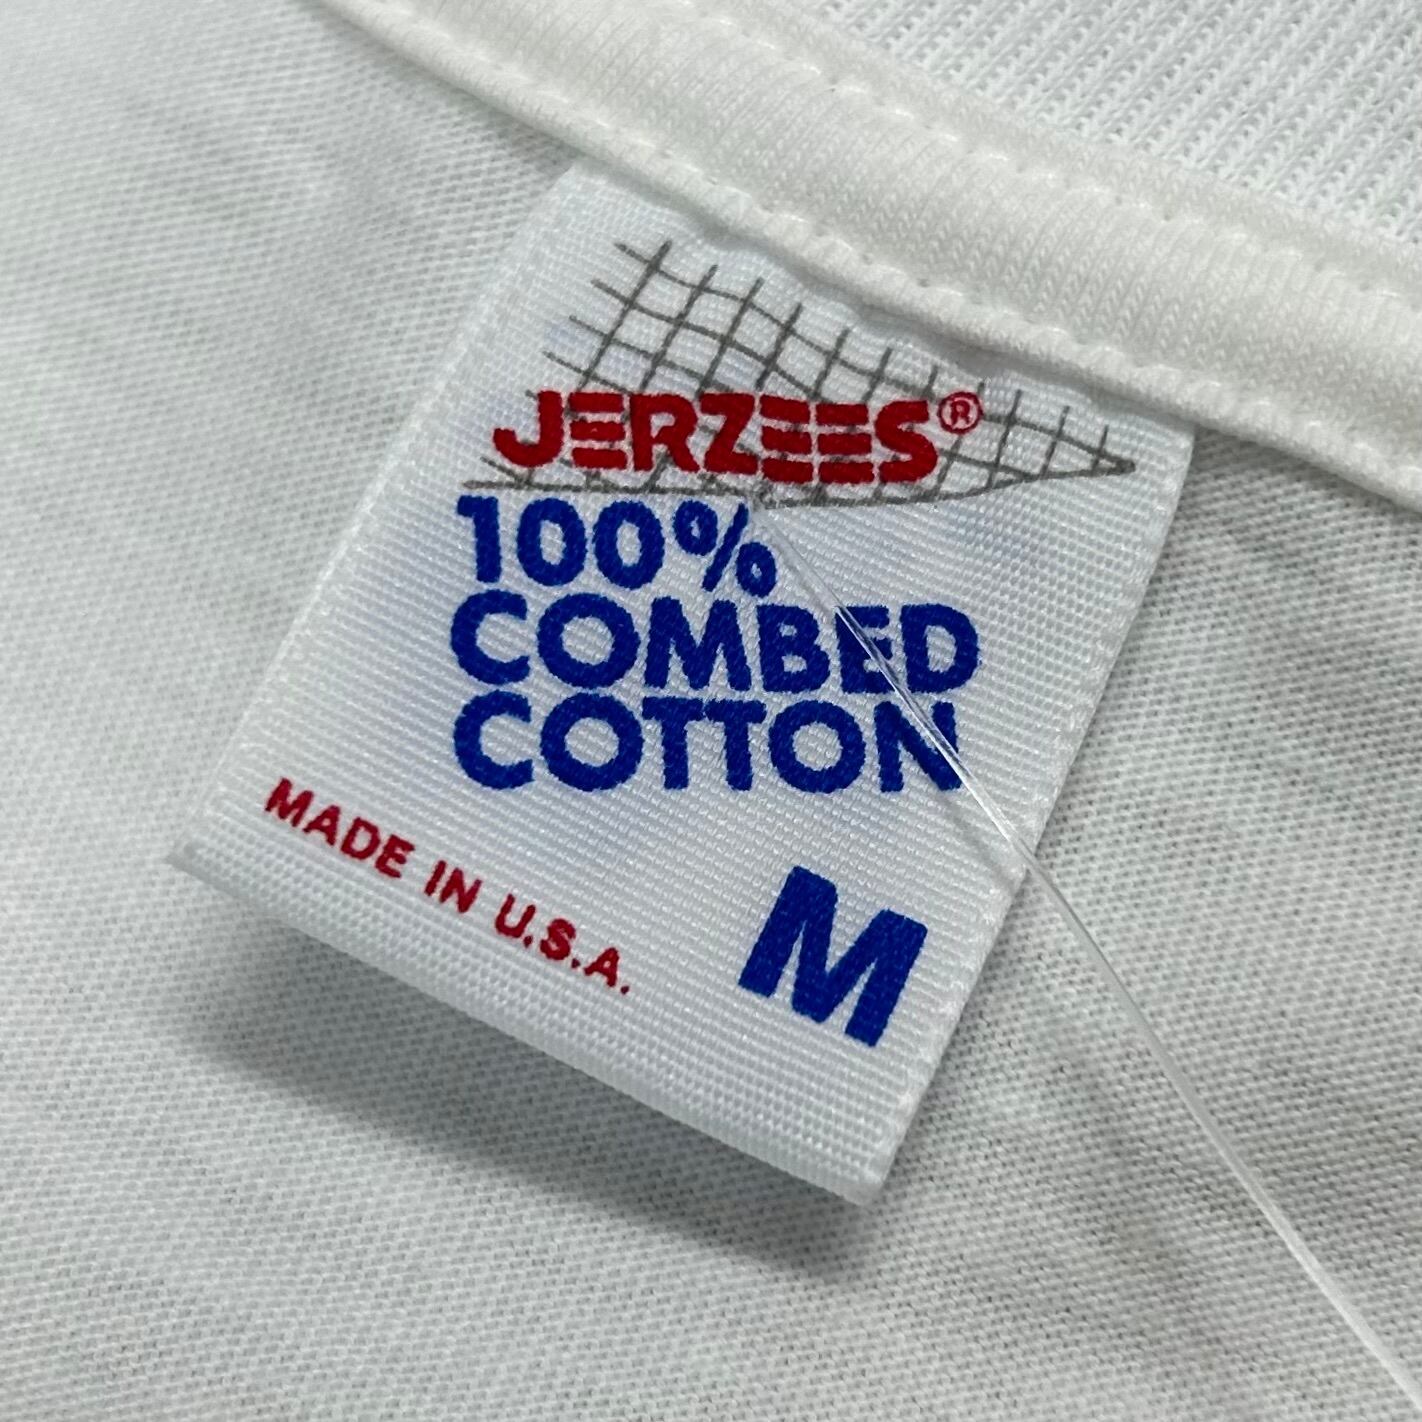 JERZEES®
100%
COMBED
COTTON
MADE IN U.S.A.
M